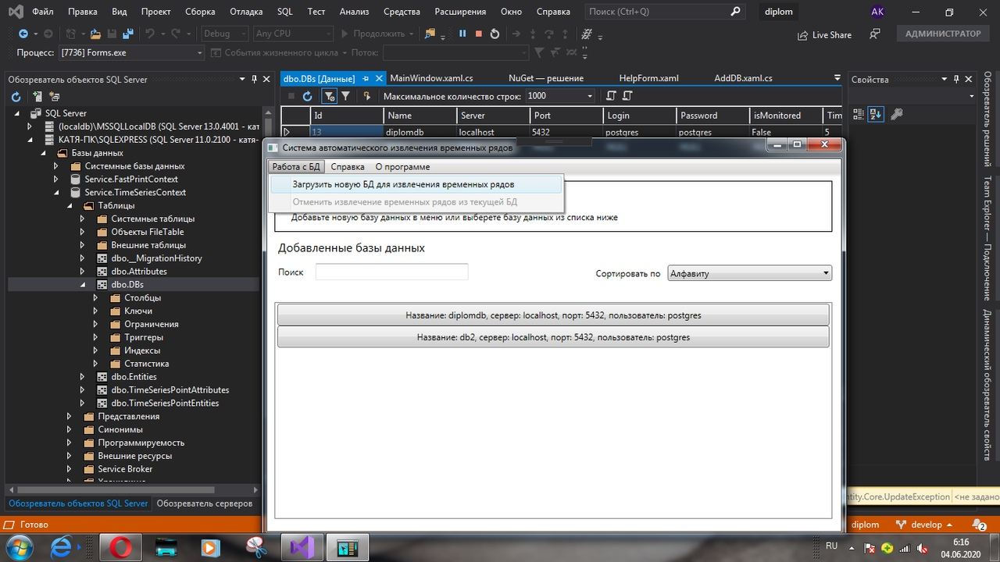 Файл Правка Вид Проект Сборка Отладка SQL Тест Анализ Средства Расширения Окно Справка Поиск (Ctrl+Q) diplom AK
Debug Any CPU Продолжить Live Share АДМИНИСТРАТОР
Процесс: [7736] Forms.exe События жизненного цикла Поток:
Обозреватель объектов SQL Server
dbo.DBs [Данные] MainWindow.xaml.cs NuGet — решение HelpForm.xaml AddDB.xaml.cs
Свойства
Максимальное количество строк: 1000
SQL Server
(localdb)\MSSQLLocalDB (SQL Server 13.0.4001 - кат
КАТЯ-ПК\SQLEXPRESS (SQL Server 11.0.2100 - катя-
Базы данных
Системные базы данных
Service.FastPrintContext
Service.TimeSeriesContext
Таблицы
Системные таблицы
Объекты FileTable
Внешние таблицы
dbo.__MigrationHistory
dbo.Attributes
dbo.DBs
Столбцы
Ключи
Ограничения
Триггеры
Индексы
Статистика
dbo.Entities
dbo.TimeSeriesPointAttributes
dbo.TimeSeriesPointEntities
Представления
Синонимы
Программируемость
Внешние ресурсы
Service Broker
Обозреватель объектов SQL Server Обозреватель серверов
Id Name Server Port Login Password isMonitored Tim
13 diplomdb localhost 5432 postgres postgres False 5
Система автоматического извлечения временных рядов
Работа с БД Справка О программе
Загрузить новую БД для извлечения временных рядов
Отменить извлечение временных рядов из текущей БД
Добавьте новую базу данных в меню или выберете базу данных из списка ниже
Добавленные базы данных
Поиск
Сортировать по Алфавиту
Название: diplomdb, сервер: localhost, порт: 5432, пользователь: postgres
Название: db2, сервер: localhost, порт: 5432, пользователь: postgres
Обозреватель решений
Team Explorer — Подключение
Динамический обозреватель свойств
ntity.Core.UpdateException <не задано
Готово diplom develop 2
RU 6:16
04.06.2020